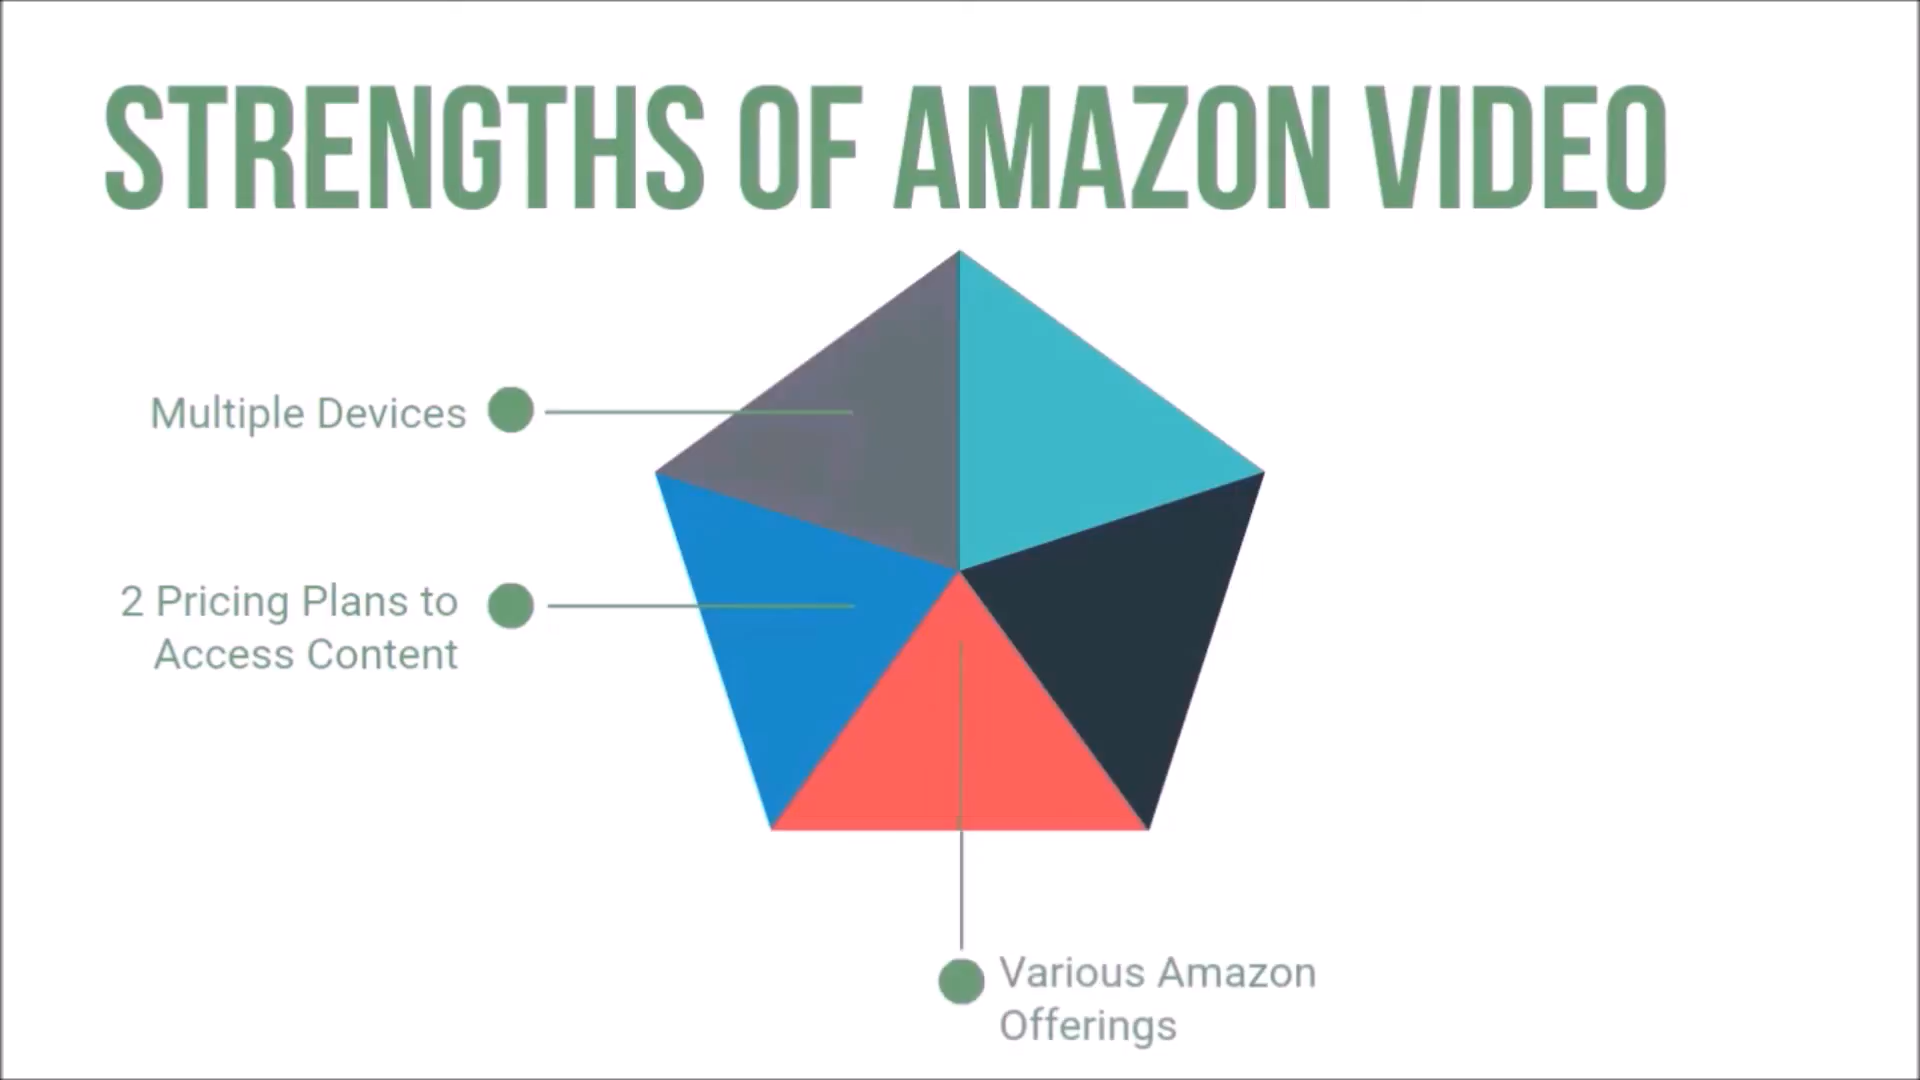 STRENGTHS OF AMAZON VIDEO
Multiple Devices
2 Pricing Plans to
Access Content
Various Amazon
Offerings